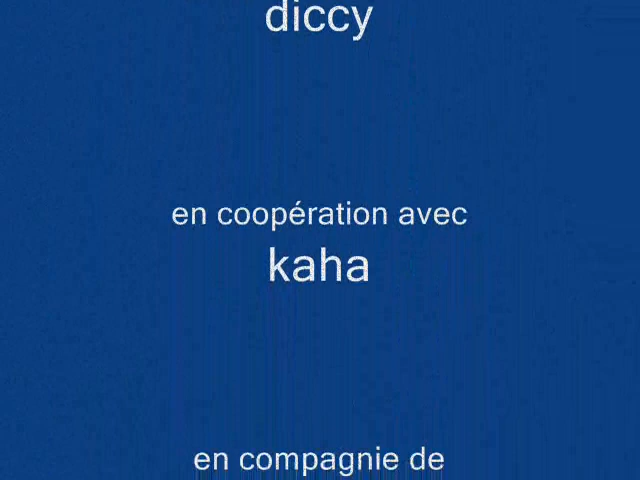 diccy
en coopération avec
kaha
en compagnie de